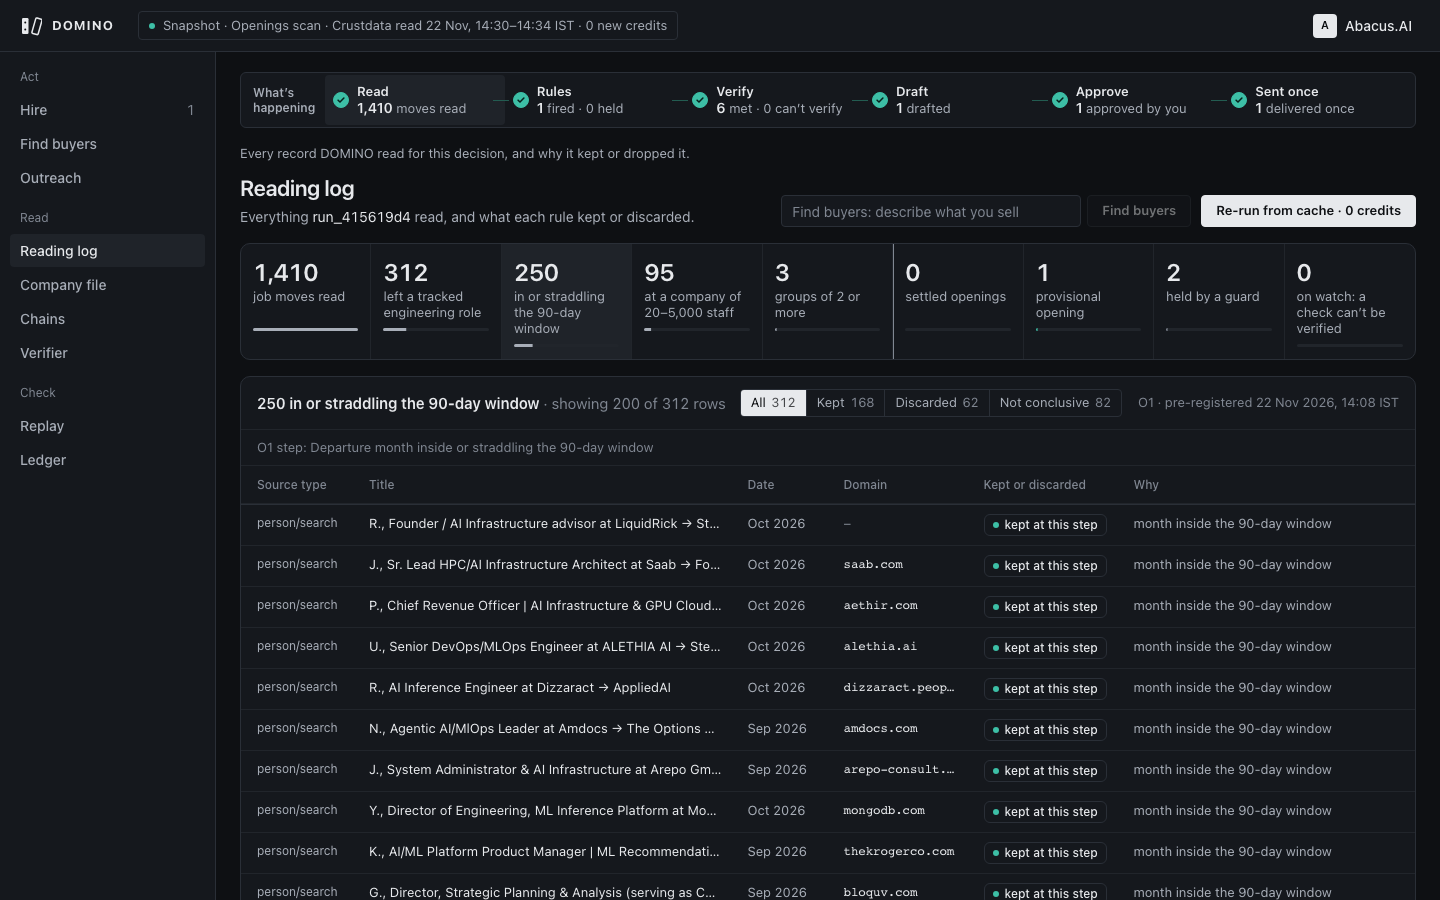 DOMINO
Snapshot · Openings scan · Crustdata read 22 Nov, 14:30–14:34 IST · 0 new credits
A
Abacus.AI
Act
Hire 1
Find buyers
Outreach
Read
Reading log
Company file
Chains
Verifier
Check
Replay
Ledger
What's happening
Read
1,410 moves read
Rules
1 fired · 0 held
Verify
6 met · 0 can't verify
Draft
1 drafted
Approve
1 approved by you
Sent once
1 delivered once
Every record DOMINO read for this decision, and why it kept or dropped it.
Reading log
Everything run_415619d4 read, and what each rule kept or discarded.
Find buyers: describe what you sell
Find buyers
Re-run from cache · 0 credits
1,410
job moves read
312
left a tracked
engineering role
250
in or straddling
the 90-day
window
95
at a company of
20–5,000 staff
3
groups of 2 or
more
0
settled openings
1
provisional
opening
2
held by a guard
0
on watch: a
check can't be
verified
250 in or straddling the 90-day window · showing 200 of 312 rows
All 312
Kept 168
Discarded 62
Not conclusive 82
O1 · pre-registered 22 Nov 2026, 14:08 IST
O1 step: Departure month inside or straddling the 90-day window
Source type Title Date Domain Kept or discarded Why
person/search R., Founder / AI Infrastructure advisor at LiquidRick → St... Oct 2026 – kept at this step month inside the 90-day window
person/search J., Sr. Lead HPC/AI Infrastructure Architect at Saab → Fo... Oct 2026 saab.com kept at this step month inside the 90-day window
person/search P., Chief Revenue Officer | AI Infrastructure & GPU Cloud... Oct 2026 aethir.com kept at this step month inside the 90-day window
person/search U., Senior DevOps/MLOps Engineer at ALETHIA AI → Ste... Oct 2026 alethia.ai kept at this step month inside the 90-day window
person/search R., AI Inference Engineer at Dizzaract → AppliedAI Oct 2026 dizzaract.peop... kept at this step month inside the 90-day window
person/search N., Agentic AI/MlOps Leader at Amdocs → The Options ... Sep 2026 amdocs.com kept at this step month inside the 90-day window
person/search J., System Administrator & AI Infrastructure at Arepo Gm... Sep 2026 arepo-consult.... kept at this step month inside the 90-day window
person/search Y., Director of Engineering, ML Inference Platform at Mo... Oct 2026 mongodb.com kept at this step month inside the 90-day window
person/search K., AI/ML Platform Product Manager | ML Recommendati... Sep 2026 thekrogerco.com kept at this step month inside the 90-day window
person/search G., Director, Strategic Planning & Analysis (serving as C... Sep 2026 bloquv.com kept at this step month inside the 90-day window